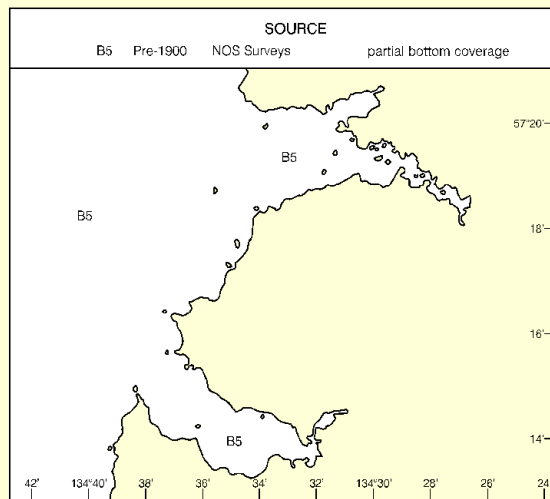 SOURCE
B5 Pre-1900 NOS Surveys partial bottom coverage
57°20'
B5
B5
18'
16'
B5
14'
42' 134°40' 38' 36' 34' 32' 134°30' 28' 26' 24'